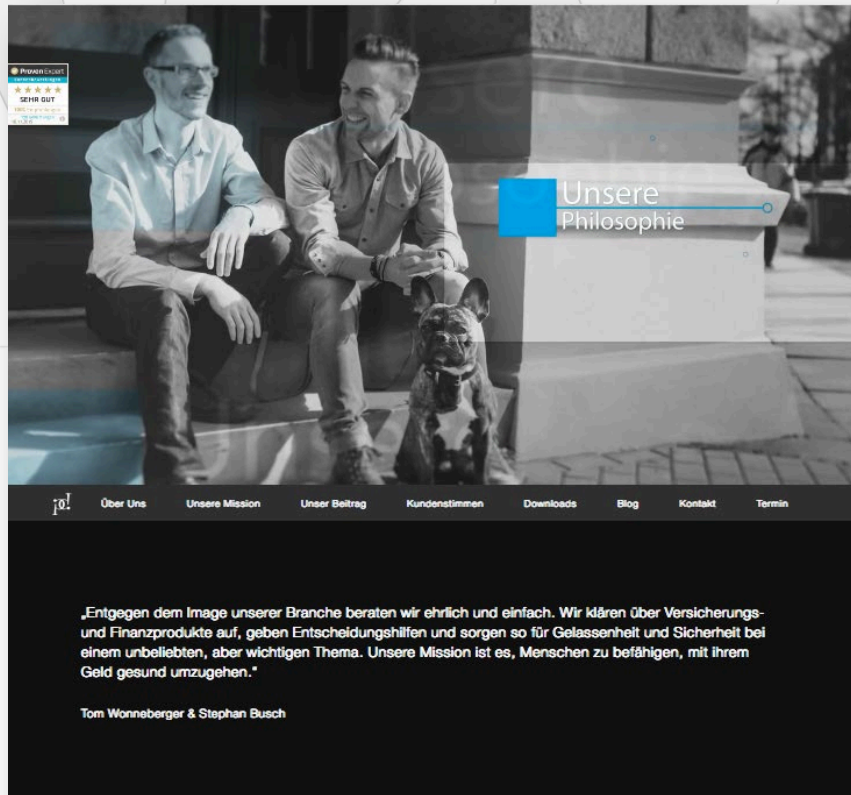 Proven Expert
SEHR GUT
Unsere
Philosophie
Über Uns
Unsere Mission
Unser Beitrag
Kundenstimmen
Downloads
Blog
Kontakt
Termin
„Entgegen dem Image unserer Branche beraten wir ehrlich und einfach. Wir klären über Versicherungs-
und Finanzprodukte auf, geben Entscheidungshilfen und sorgen so für Gelassenheit und Sicherheit bei
einem unbeliebten, aber wichtigen Thema. Unsere Mission ist es, Menschen zu befähigen, mit ihrem
Geld gesund umzugehen.“
Tom Wonneberger & Stephan Busch